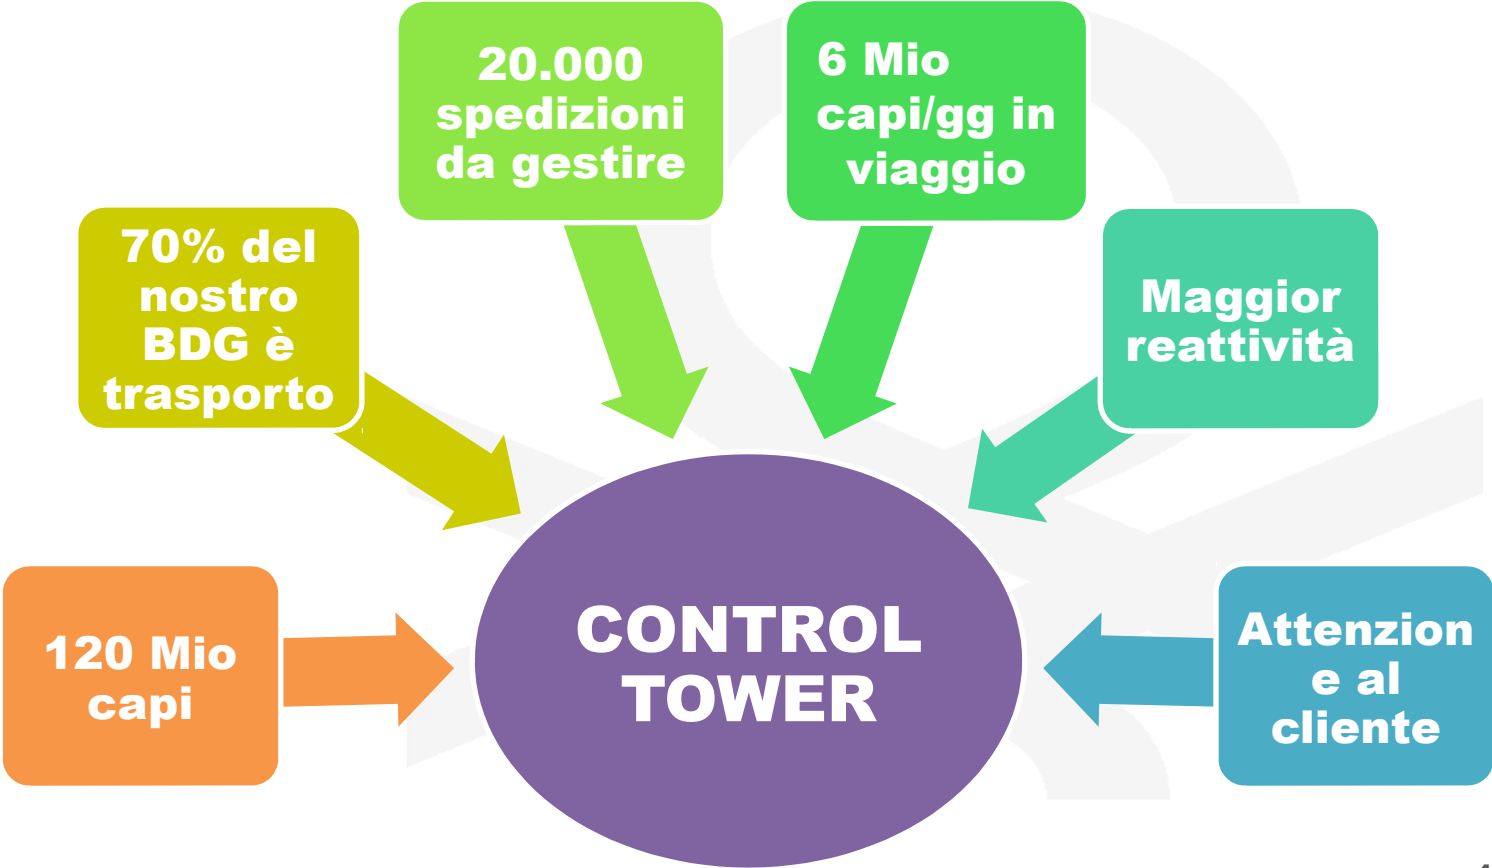 20.000
spedizioni
da gestire
6 Mio
capi/gg in
viaggio
70% del
nostro
BDG è
trasporto
Maggior
reattività
120 Mio
capi
CONTROL
TOWER
Attenzion
e al
cliente